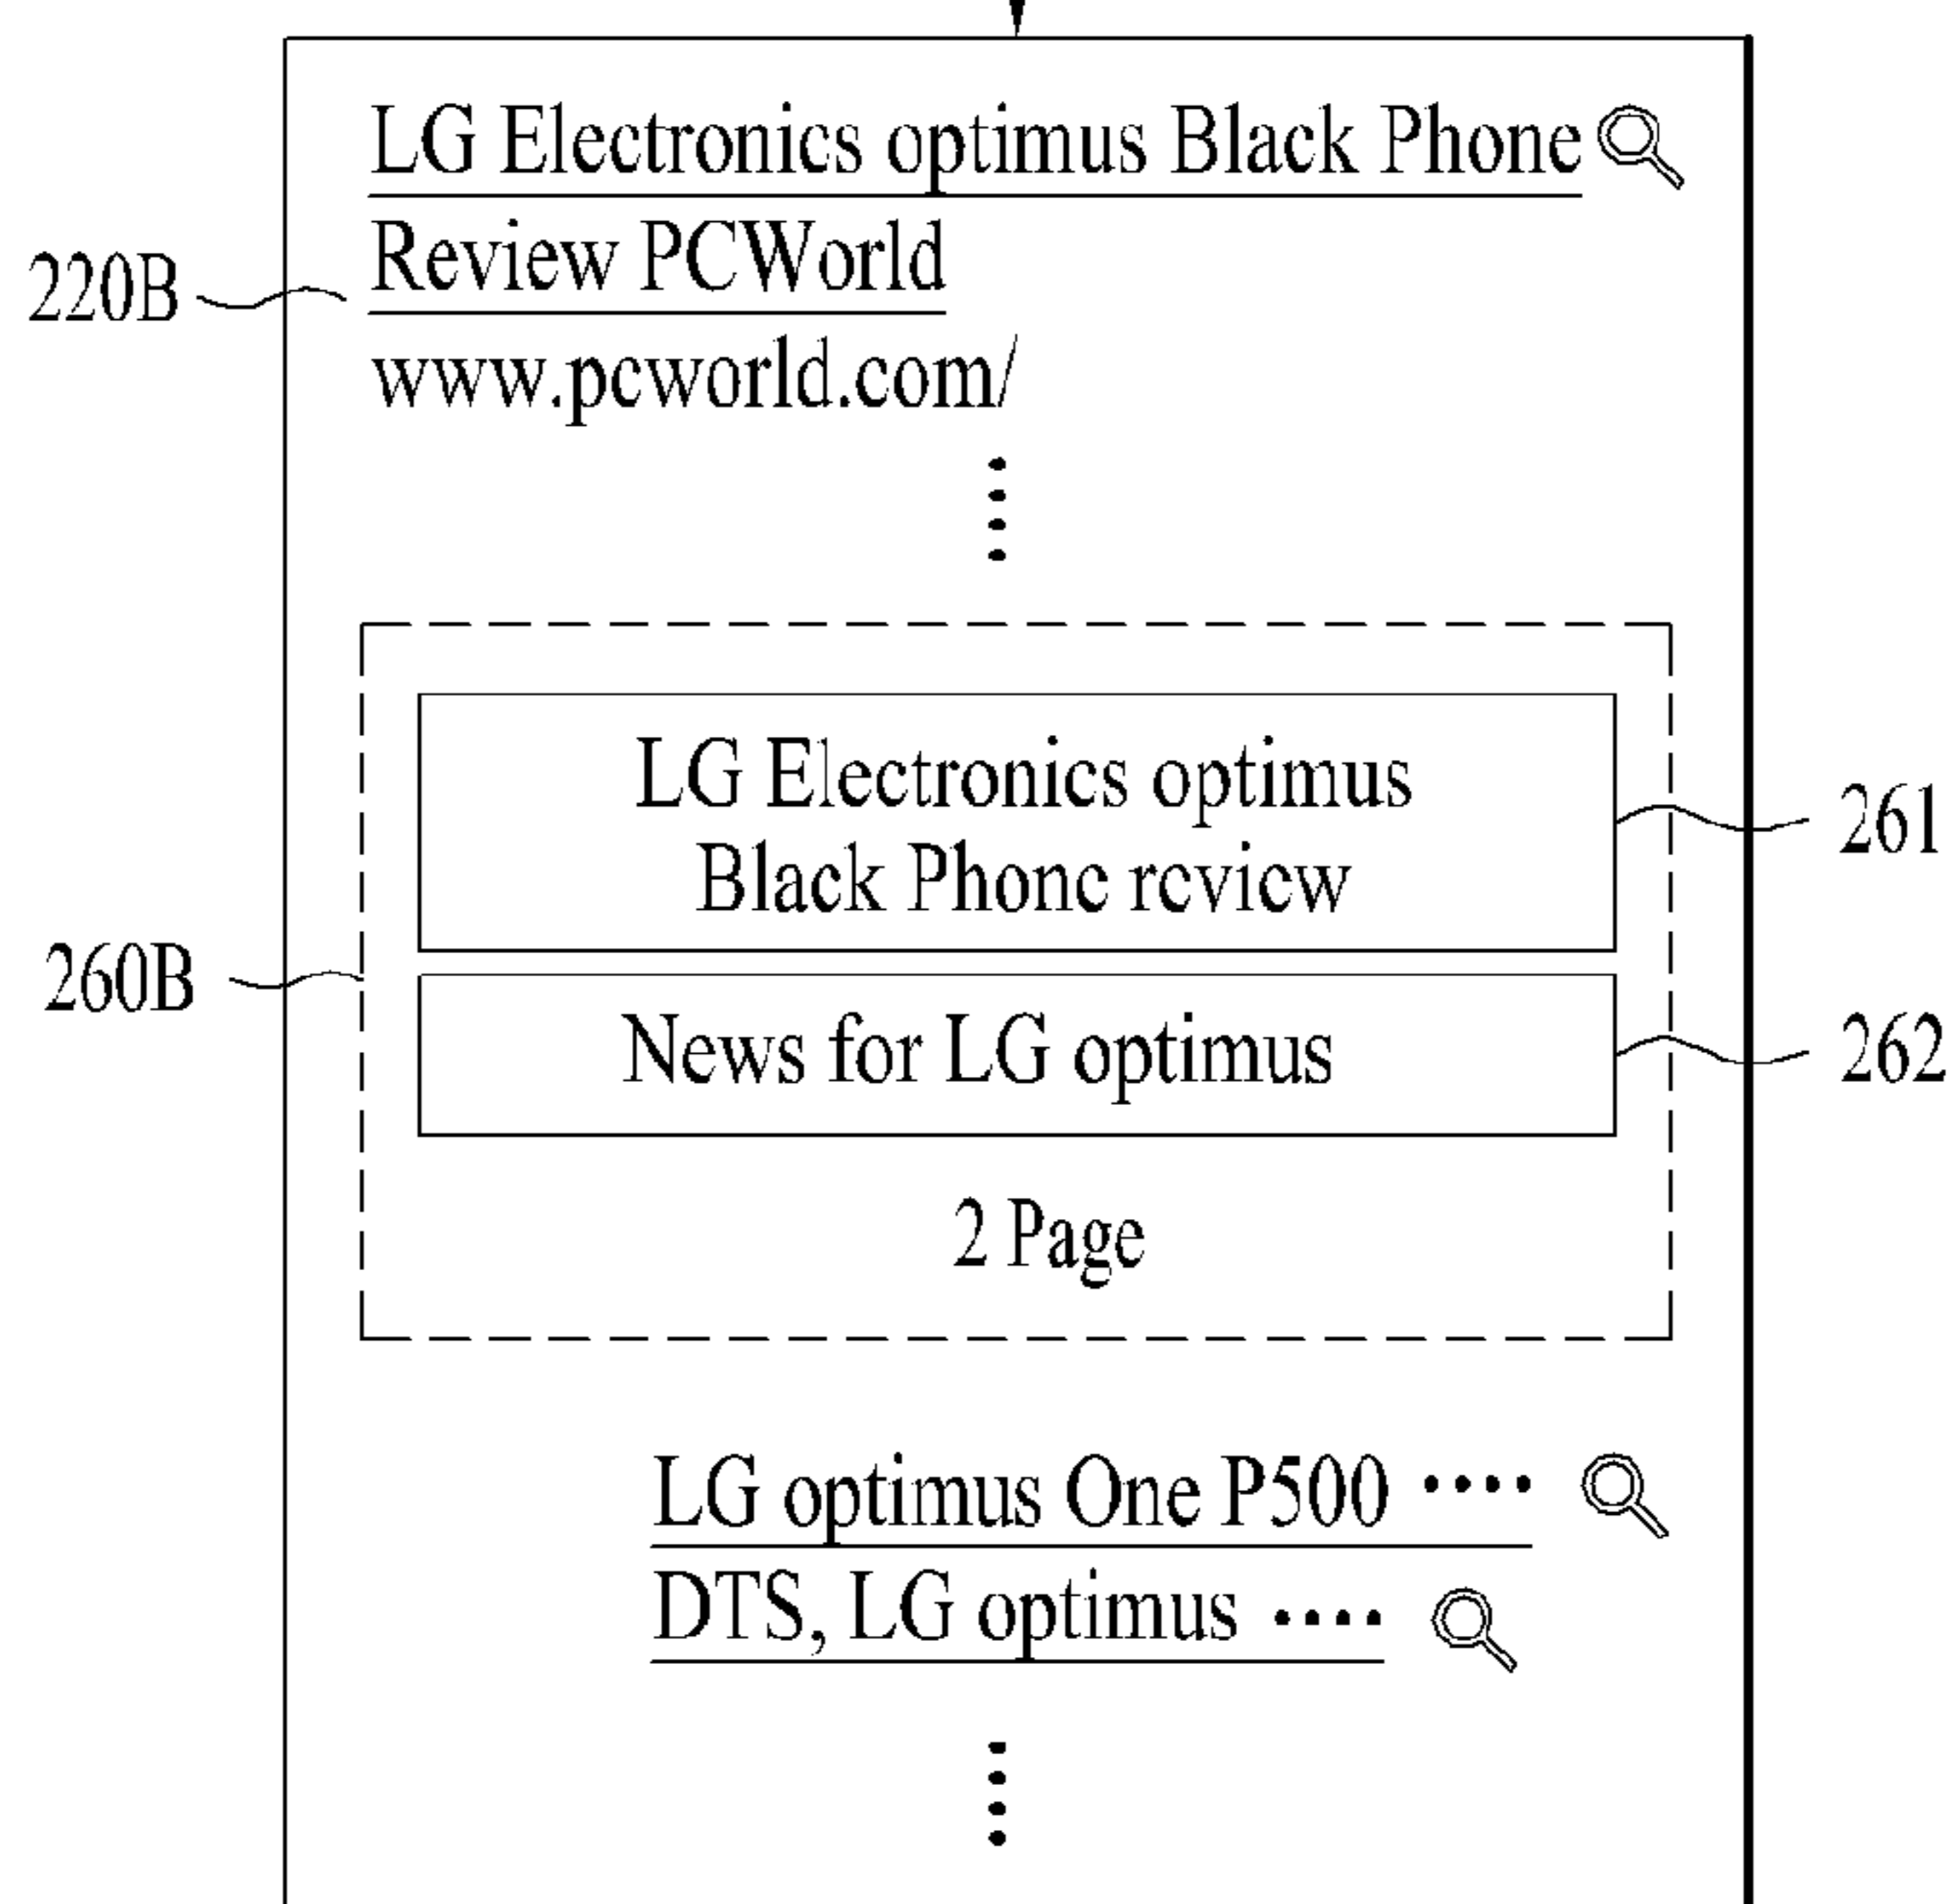 LG Electronics optimus Black Phone
Review PCWorld
220B
www.pcworld.com/
LG Electronics optimus
Black Phone review
261
260B
News for LG optimus
262
2 Page
LG optimus One P500 ....
DTS, LG optimus ....